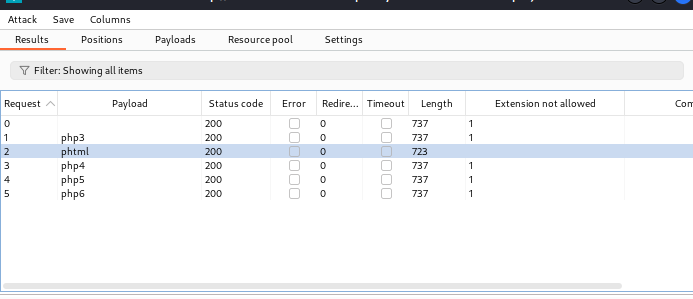 Attack Save Columns
Results Positions Payloads Resource pool Settings
Filter: Showing all items
Request Payload Status code Error Redire... Timeout Length Extension not allowed Com
0 200 0 737 1
1 php3 200 0 737 1
2 phtml 200 0 723
3 php4 200 0 737 1
4 php5 200 0 737 1
5 php6 200 0 737 1